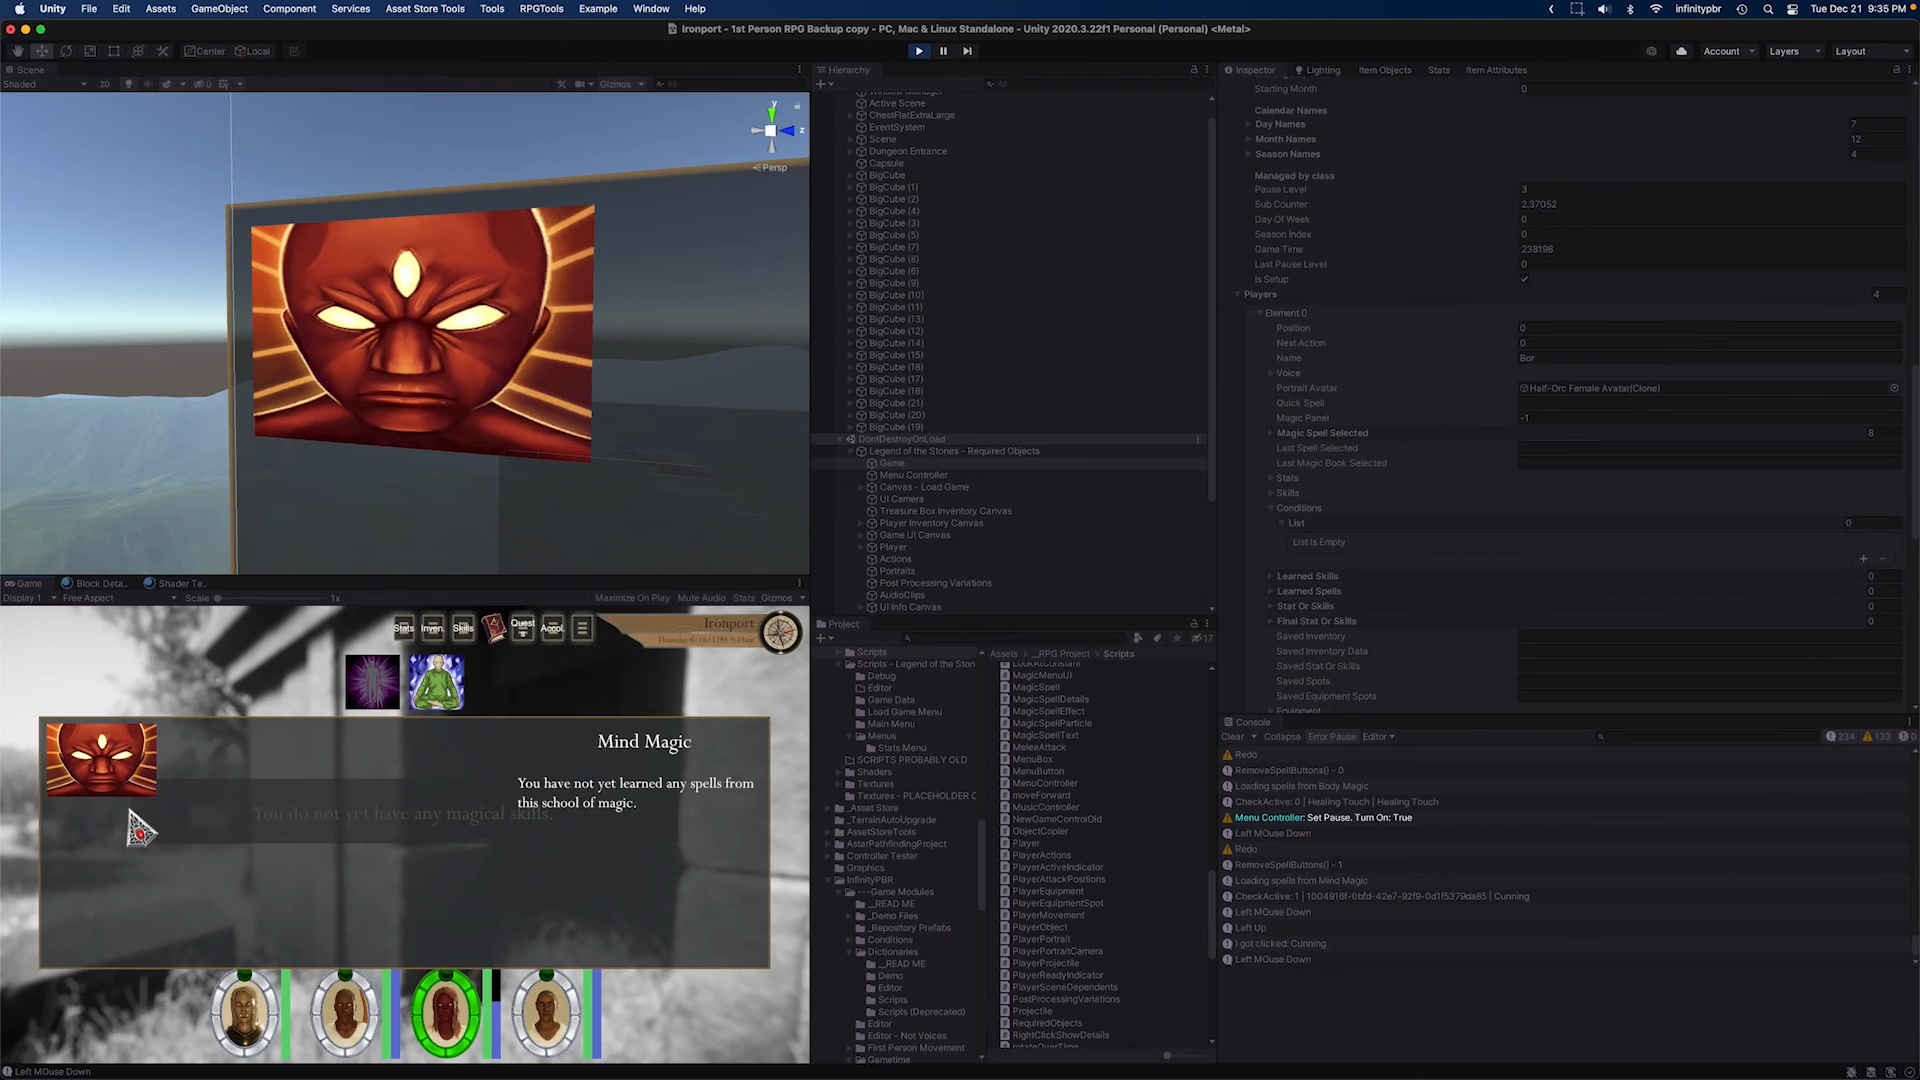 Unity File Edit Assets GameObject Component Services Asset Store Tools Tools RPGTools Example Window Help
infinitypbr Tue Dec 21 9:35 PM
Ironport - 1st Person RPG Backup copy - PC, Mac & Linux Standalone - Unity 2020.3.22f1 Personal (Personal) <Metal>
Center Local
Account Layers Layout
Scene
Shaded 2D 0 Gizmos All
y
z
< Persp
Game Block Deta.. Shader Te..
Display 1 Free Aspect Scale 1x Maximize On Play Mute Audio Stats Gizmos
Stats Inven. Skills Quest Accol.
Ironport
Thursday 6/16/1288 9:58am
Mind Magic
You have not yet learned any spells from
this school of magic.
You do not yet have any magical skills.
Hierarchy
All
Window Manager
Active Scene
ChestFlatExtraLarge
EventSystem
Scene
Dungeon Entrance
Capsule
BigCube
BigCube (1)
BigCube (2)
BigCube (4)
BigCube (3)
BigCube (5)
BigCube (7)
BigCube (8)
BigCube (6)
BigCube (9)
BigCube (10)
BigCube (11)
BigCube (13)
BigCube (12)
BigCube (14)
BigCube (15)
BigCube (18)
BigCube (17)
BigCube (16)
BigCube (21)
BigCube (20)
BigCube (19)
DontDestroyOnLoad
Legend of the Stones - Required Objects
Game
Menu Controller
Canvas - Load Game
UI Camera
Treasure Box Inventory Canvas
Player Inventory Canvas
Game UI Canvas
Player
Actions
Portraits
Post Processing Variations
AudioClips
UI Info Canvas
Project
17
Scripts
Scripts - Legend of the Ston
Debug
Editor
Game Data
Load Game Menu
Main Menu
Menus
Stats Menu
SCRIPTS PROBABLY OLD
Shaders
Textures
Textures - PLACEHOLDER C
_Asset Store
_TerrainAutoUpgrade
AssetStoreTools
AstarPathfindingProject
Controller Tester
Graphics
InfinityPBR
---Game Modules
__READ ME
_Demo Files
_Repository Prefabs
Conditions
Dictionaries
__READ ME
Demo
Editor
Scripts
Scripts (Deprecated)
Editor
Editor - Not Voices
First Person Movement
Gametime
Assets > __RPG Project > Scripts
LookAtConstant
MagicMenuUI
MagicSpell
MagicSpellDetails
MagicSpellEffect
MagicSpellParticle
MagicSpellText
MeleeAttack
MenuBox
MenuButton
MenuController
moveForward
MusicController
NewGameControlOld
ObjectCopier
Player
PlayerActions
PlayerActiveIndicator
PlayerAttackPositions
PlayerEquipment
PlayerEquipmentSpot
PlayerMovement
PlayerObject
PlayerPortrait
PlayerPortraitCamera
PlayerProjectile
PlayerReadyIndicator
PlayerSceneDependents
PostProcessingVariations
Projectile
RequiredObjects
RightClickShowDetails
rotateOverTime
Inspector Lighting Item Objects Stats Item Attributes
Starting Month 0
Calendar Names
Day Names 7
Month Names 12
Season Names 4
Managed by class
Pause Level 3
Sub Counter 2.37052
Day Of Week 0
Season Index 0
Game Time 238198
Last Pause Level 0
Is Setup
Players 4
Element 0
Position 0
Next Action 0
Name Bor
Voice
Portrait Avatar Half-Orc Female Avatar(Clone)
Quick Spell
Magic Panel -1
Magic Spell Selected 8
Last Spell Selected
Last Magic Book Selected
Stats
Skills
Conditions
List 0
List is Empty
Learned Skills 0
Learned Spells 0
Stat Or Skills 0
Final Stat Or Skills 0
Saved Inventory
Saved Inventory Data
Saved Stat Or Skills
Saved Spots
Saved Equipment Spots
Equipment
Console
Clear Collapse Error Pause Editor 234 133 0
Redo
RemoveSpellButtons() - 0
Loading spells from Body Magic
CheckActive: 0 | Healing Touch | Healing Touch
Menu Controller: Set Pause. Turn On: True
Left MOuse Down
Redo
RemoveSpellButtons() - 1
Loading spells from Mind Magic
CheckActive: 1 | 1004916f-0bfd-42e7-92f9-0d1f5379da85 | Cunning
Left MOuse Down
Left Up
I got clicked: Cunning
Left MOuse Down
Left MOuse Down